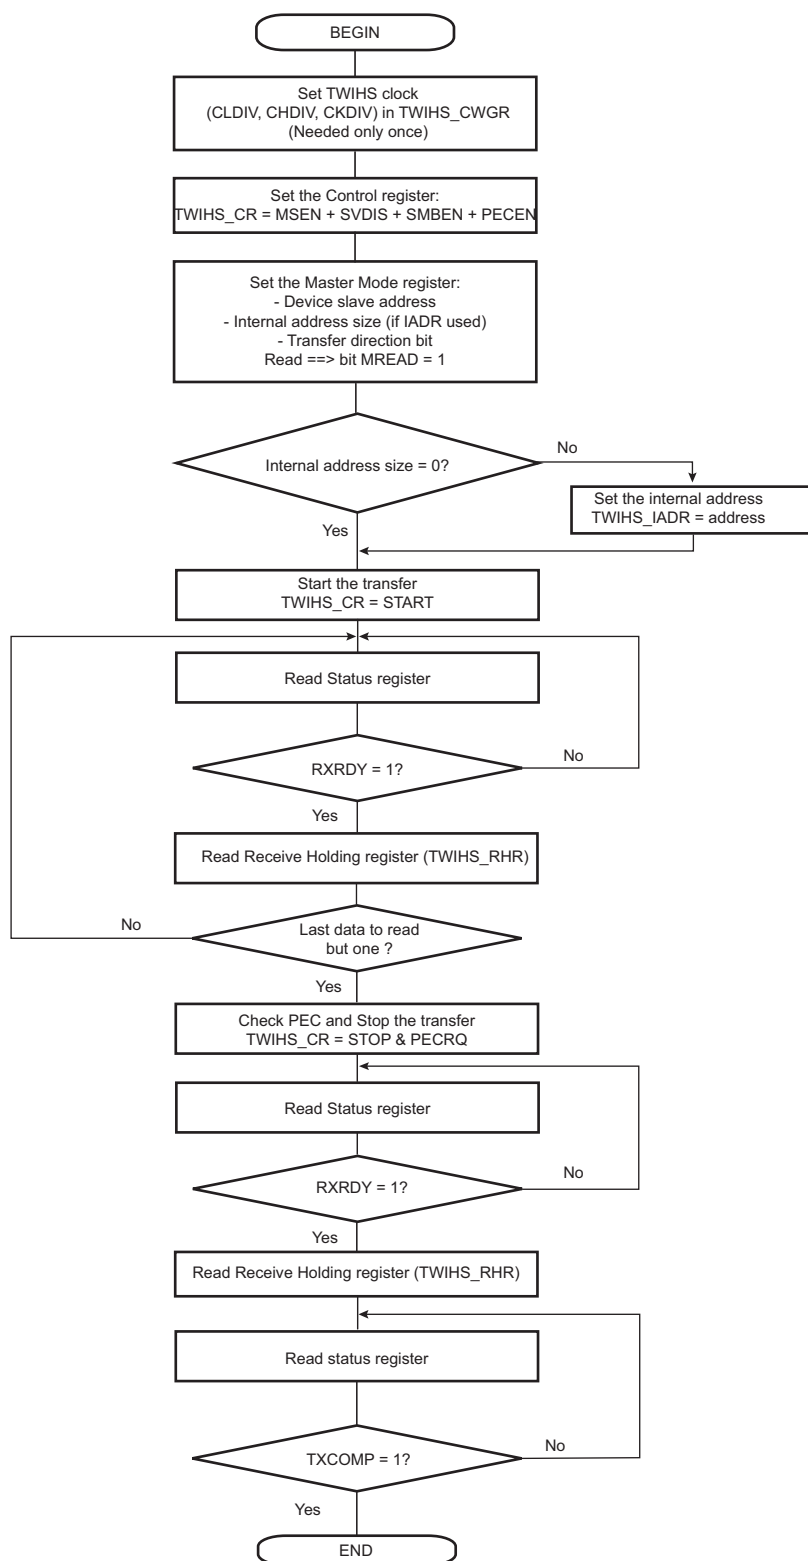 BEGIN
Set TWIHS clock
(CLDIV, CHDIV, CKDIV) in TWIHS_CWGR
(Needed only once)
Set the Control register:
TWIHS_CR = MSEN + SVDIS + SMBEN + PECEN
Set the Master Mode register:
- Device slave address
- Internal address size (if IADR used)
- Transfer direction bit
Read ==> bit MREAD = 1
Internal address size = 0?
No
Set the internal address
TWIHS_IADR = address
Yes
Start the transfer
TWIHS_CR = START
Read Status register
RXRDY = 1?
No
Yes
Read Receive Holding register (TWIHS_RHR)
Last data to read
but one ?
No
Yes
Check PEC and Stop the transfer
TWIHS_CR = STOP & PECRQ
Read Status register
RXRDY = 1?
No
Yes
Read Receive Holding register (TWIHS_RHR)
Read status register
TXCOMP = 1?
No
Yes
END